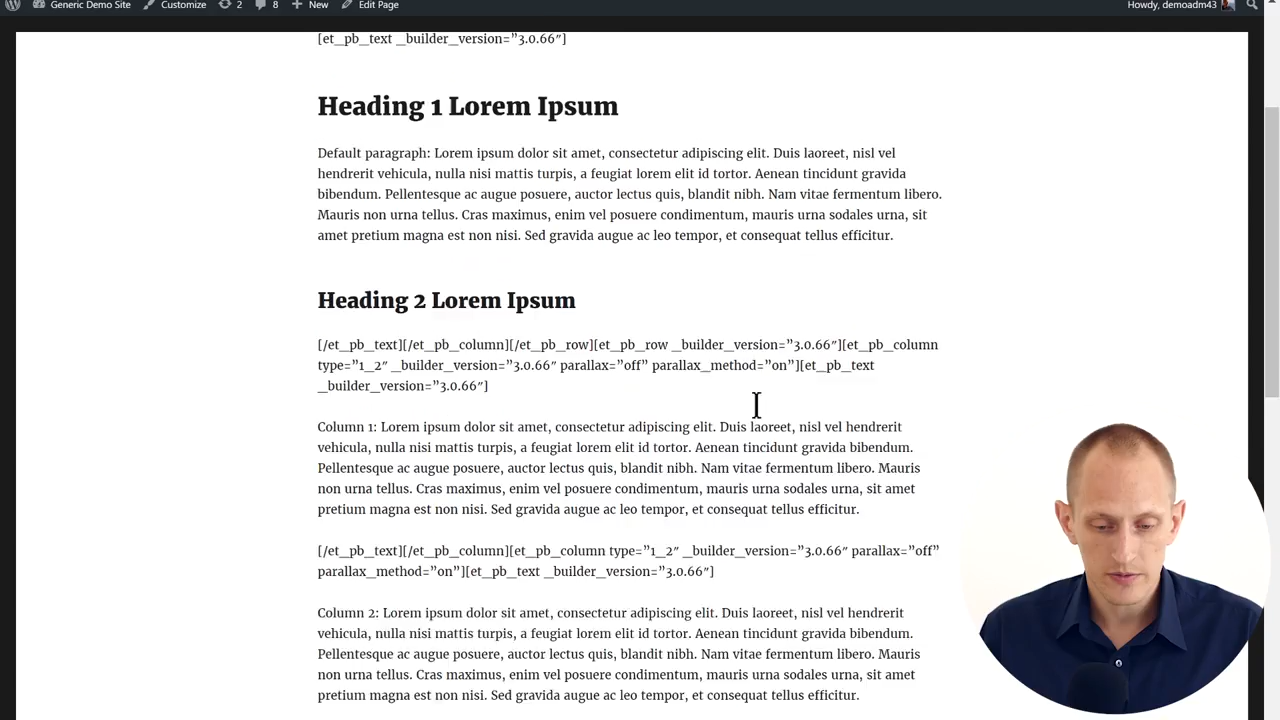 Generic Demo Site Customize 2 8 New Edit Page Howdy, demoadm43
[et_pb_text _builder_version=”3.0.66″]
Heading 1 Lorem Ipsum
Default paragraph: Lorem ipsum dolor sit amet, consectetur adipiscing elit. Duis laoreet, nisl vel
hendrerit vehicula, nulla nisi mattis turpis, a feugiat lorem elit id tortor. Aenean tincidunt gravida
bibendum. Pellentesque ac augue posuere, auctor lectus quis, blandit nibh. Nam vitae fermentum libero.
Mauris non urna tellus. Cras maximus, enim vel posuere condimentum, mauris urna sodales urna, sit
amet pretium magna est non nisi. Sed gravida augue ac leo tempor, et consequat tellus efficitur.
Heading 2 Lorem Ipsum
[/et_pb_text][/et_pb_column][/et_pb_row][et_pb_row _builder_version=”3.0.66″][et_pb_column
type=”1_2″ _builder_version=”3.0.66″ parallax=”off” parallax_method=”on”][et_pb_text
_builder_version=”3.0.66″]
Column 1: Lorem ipsum dolor sit amet, consectetur adipiscing elit. Duis laoreet, nisl vel hendrerit
vehicula, nulla nisi mattis turpis, a feugiat lorem elit id tortor. Aenean tincidunt gravida bibendum.
Pellentesque ac augue posuere, auctor lectus quis, blandit nibh. Nam vitae fermentum libero. Mauris
non urna tellus. Cras maximus, enim vel posuere condimentum, mauris urna sodales urna, sit amet
pretium magna est non nisi. Sed gravida augue ac leo tempor, et consequat tellus efficitur.
[/et_pb_text][/et_pb_column][et_pb_column type=”1_2″ _builder_version=”3.0.66″ parallax=”off”
parallax_method=”on”][et_pb_text _builder_version=”3.0.66″]
Column 2: Lorem ipsum dolor sit amet, consectetur adipiscing elit. Duis laoreet, nisl vel hendrerit
vehicula, nulla nisi mattis turpis, a feugiat lorem elit id tortor. Aenean tincidunt gravida bibendum.
Pellentesque ac augue posuere, auctor lectus quis, blandit nibh. Nam vitae fermentum libero. Mauris
non urna tellus. Cras maximus, enim vel posuere condimentum, mauris urna sodales urna, sit amet
pretium magna est non nisi. Sed gravida augue ac leo tempor, et consequat tellus efficitur.